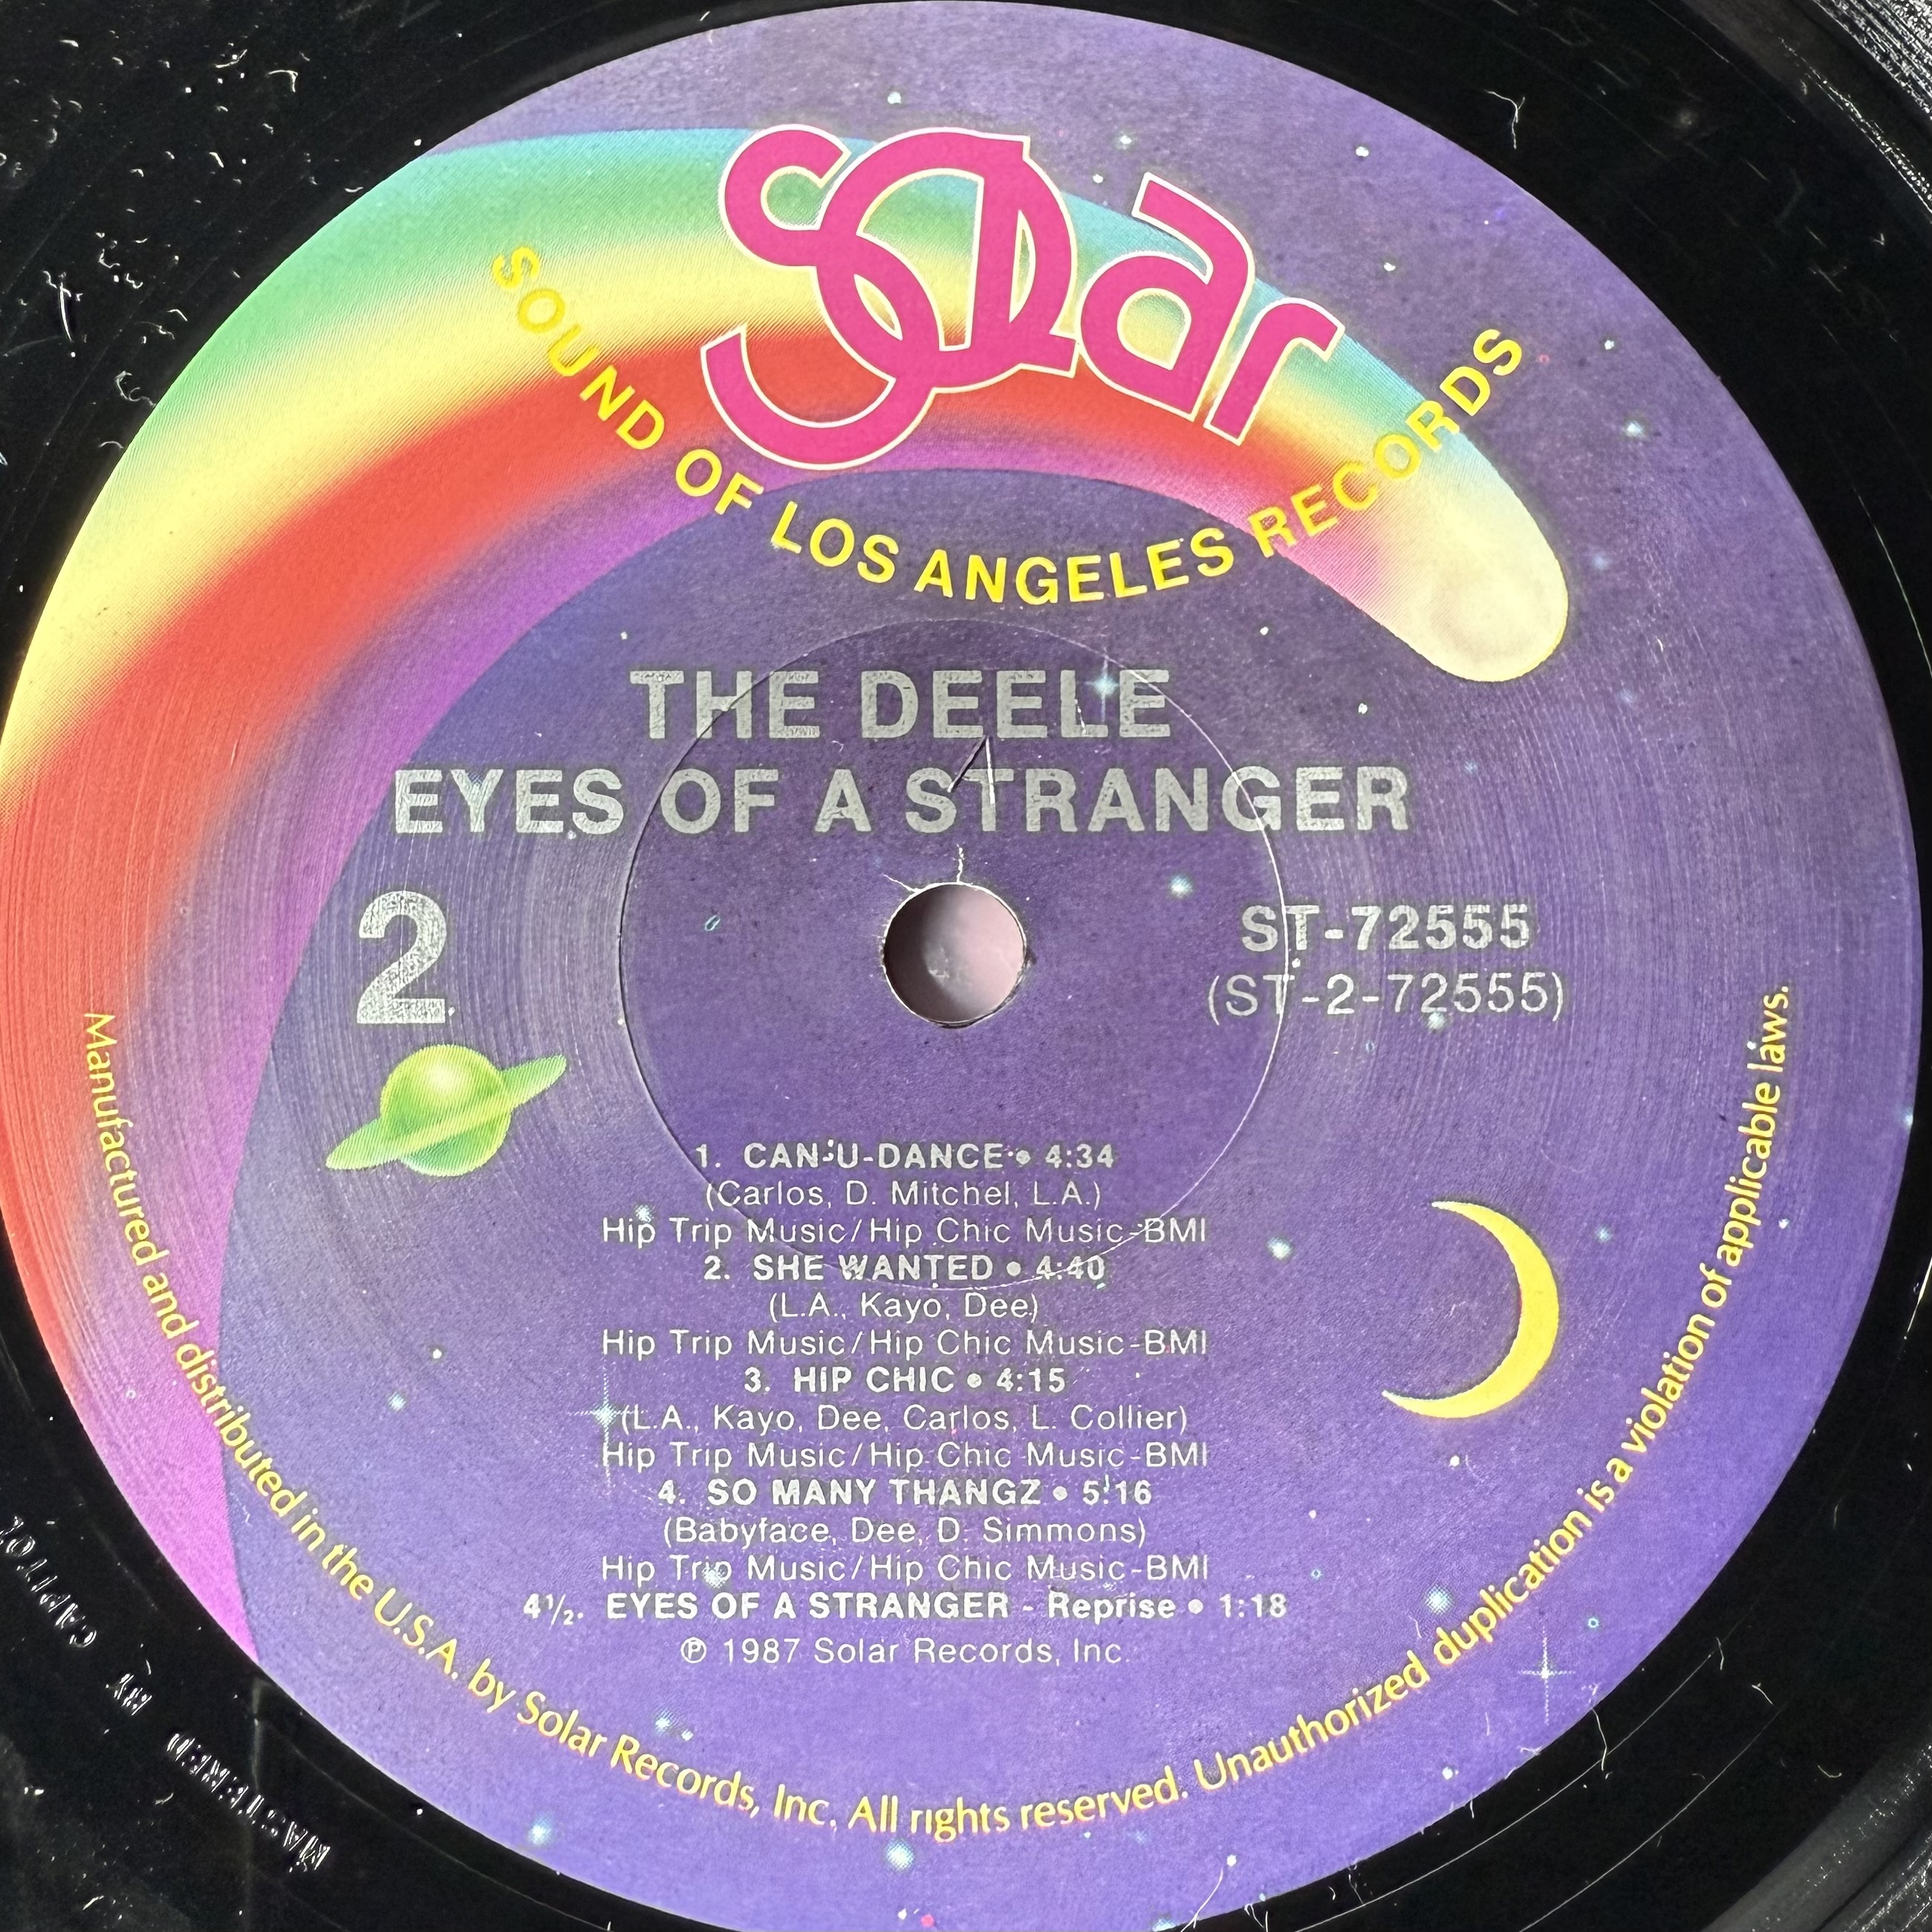 Solar
SOUND OF LOS ANGELES RECORDS
THE DEELE
EYES OF A STRANGER
2
ST-72555
(ST-2-72555)
1. CAN-U-DANCE • 4:34
(Carlos, D. Mitchel, L.A.)
Hip Trip Music/Hip Chic Music-BMI
2. SHE WANTED • 4:40
(L.A., Kayo, Dee)
Hip Trip Music/Hip Chic Music-BMI
3. HIP CHIC • 4:15
(L.A., Kayo, Dee, Carlos, L. Collier)
Hip Trip Music/Hip Chic Music-BMI
4. SO MANY THANGZ • 5:16
(Babyface, Dee, D. Simmons)
Hip Trip Music/Hip Chic Music-BMI
4½. EYES OF A STRANGER - Reprise • 1:18
℗ 1987 Solar Records, Inc.
Manufactured and distributed in the U.S.A. by Solar Records, Inc. All rights reserved. Unauthorized duplication is a violation of applicable laws.
MASTERED BY CAPITOL